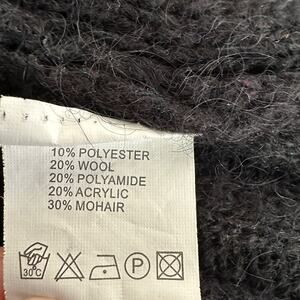 10% POLYESTER
20% WOOL
20% POLYAMIDE
20% ACRYLIC
30% MOHAIR
30°C P